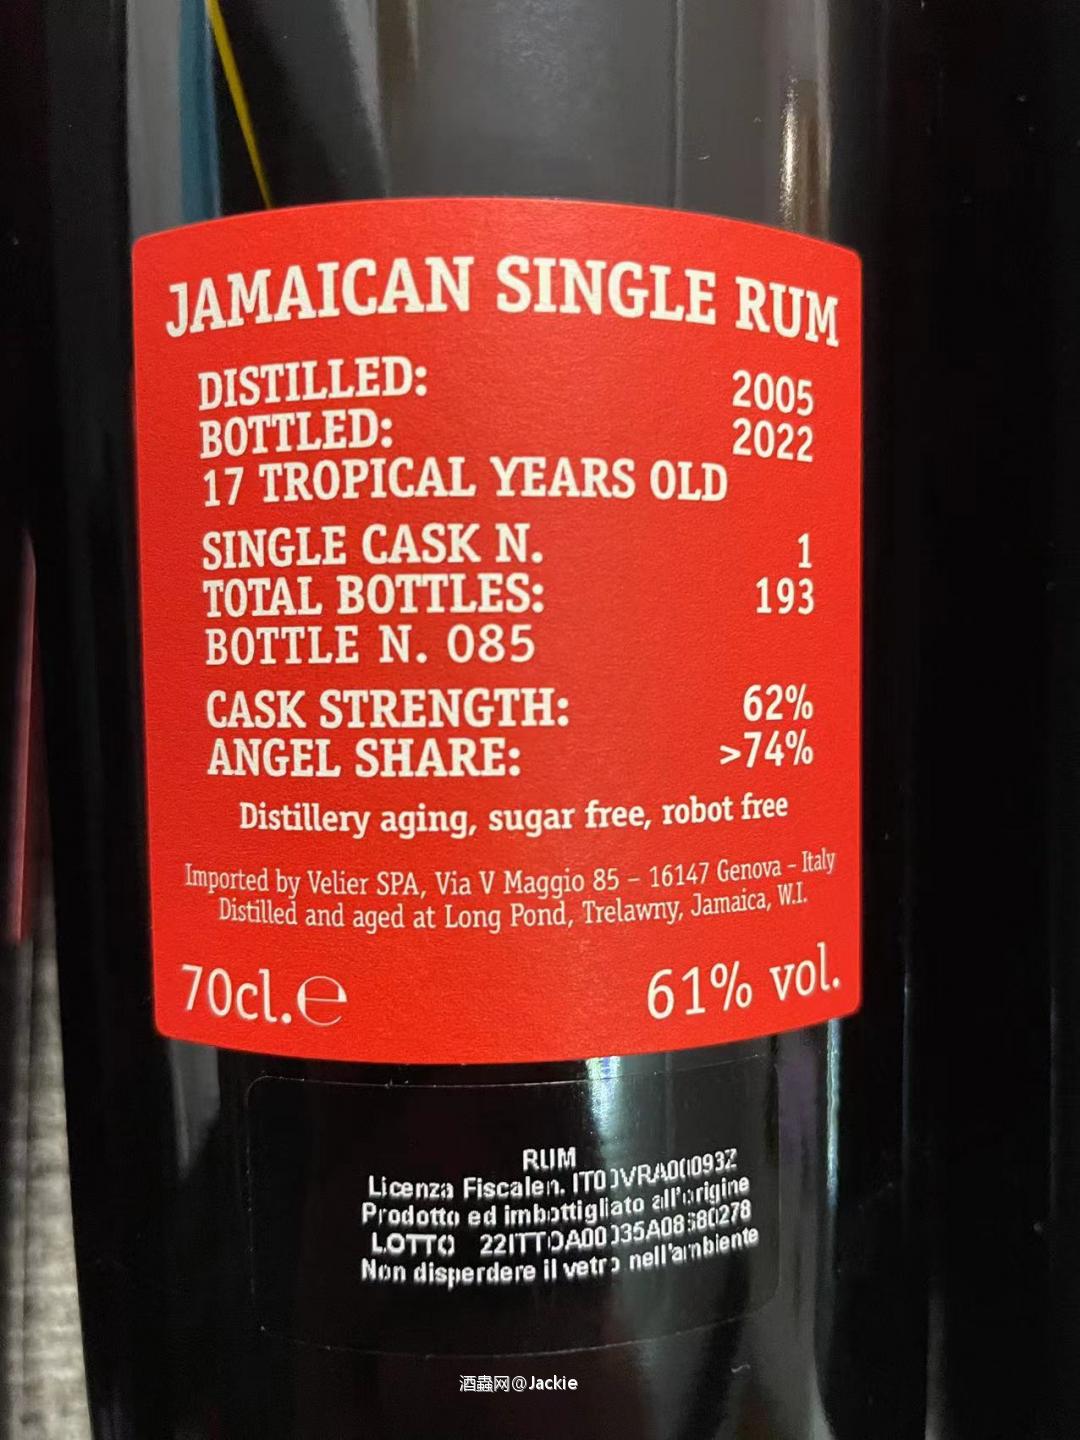 JAMAICAN SINGLE RUM
DISTILLED: 2005
BOTTLED: 2022
17 TROPICAL YEARS OLD
SINGLE CASK N. 1
TOTAL BOTTLES: 193
BOTTLE N. 085
CASK STRENGTH: 62%
ANGEL SHARE: >74%
Distillery aging, sugar free, robot free
Imported by Velier SPA, Via V Maggio 85 – 16147 Genova – Italy
Distilled and aged at Long Pond, Trelawny, Jamaica, W.I.
70cl. ℮ 61% vol.
RUM
Licenza Fiscale n.
Prodotto ed imbottigliato all'origine
LOTTO
Non disperdere il vetro nell'ambiente
酒蟲网@Jackie